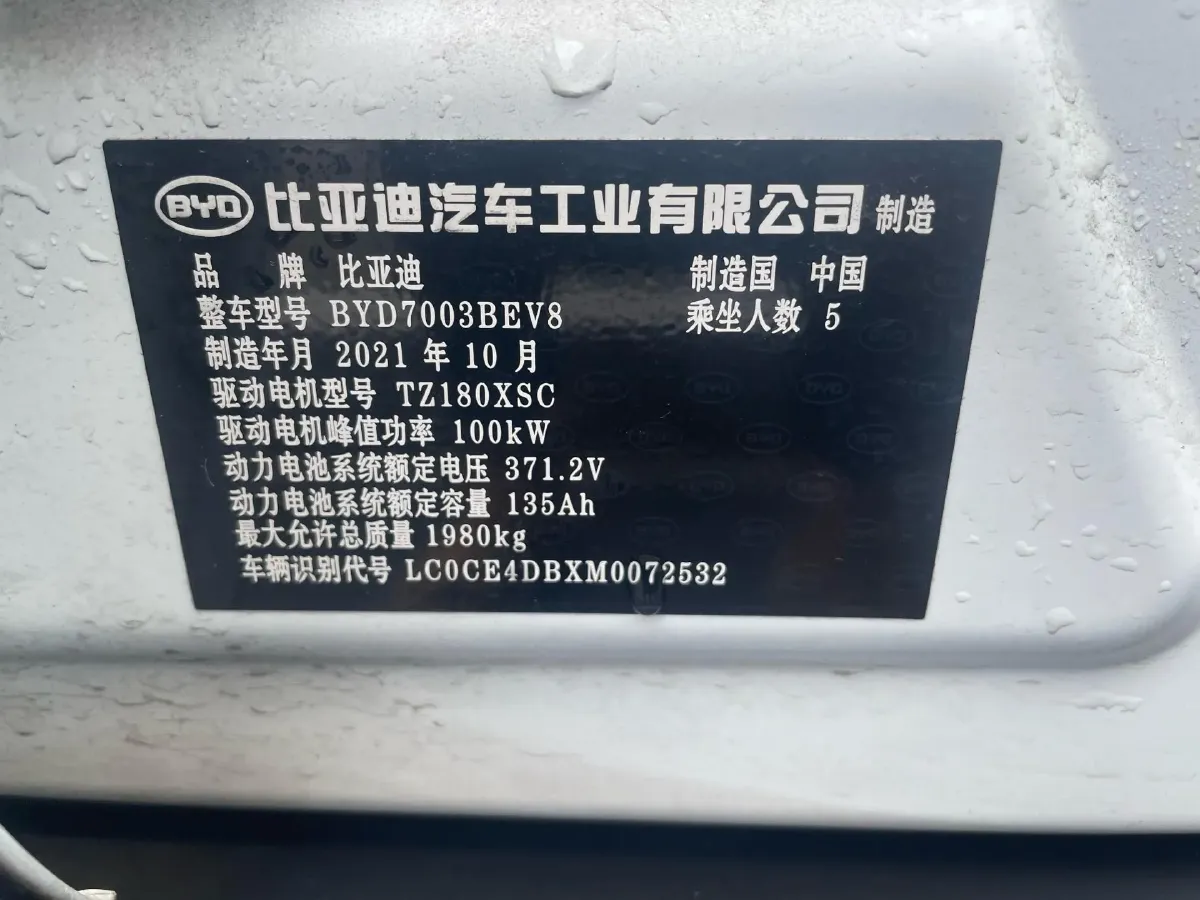 BYD 比亚迪汽车工业有限公司 制造
品 牌 比亚迪 制造国 中国
整车型号 BYD7003BEV8 乘坐人数 5
制造年月 2021 年 10 月
驱动电机型号 TZ180XSC
驱动电机峰值功率 100kW
动力电池系统额定电压 371.2V
动力电池系统额定容量 135Ah
最大允许总质量 1980kg
车辆识别代号 LC0CE4DBXM0072532